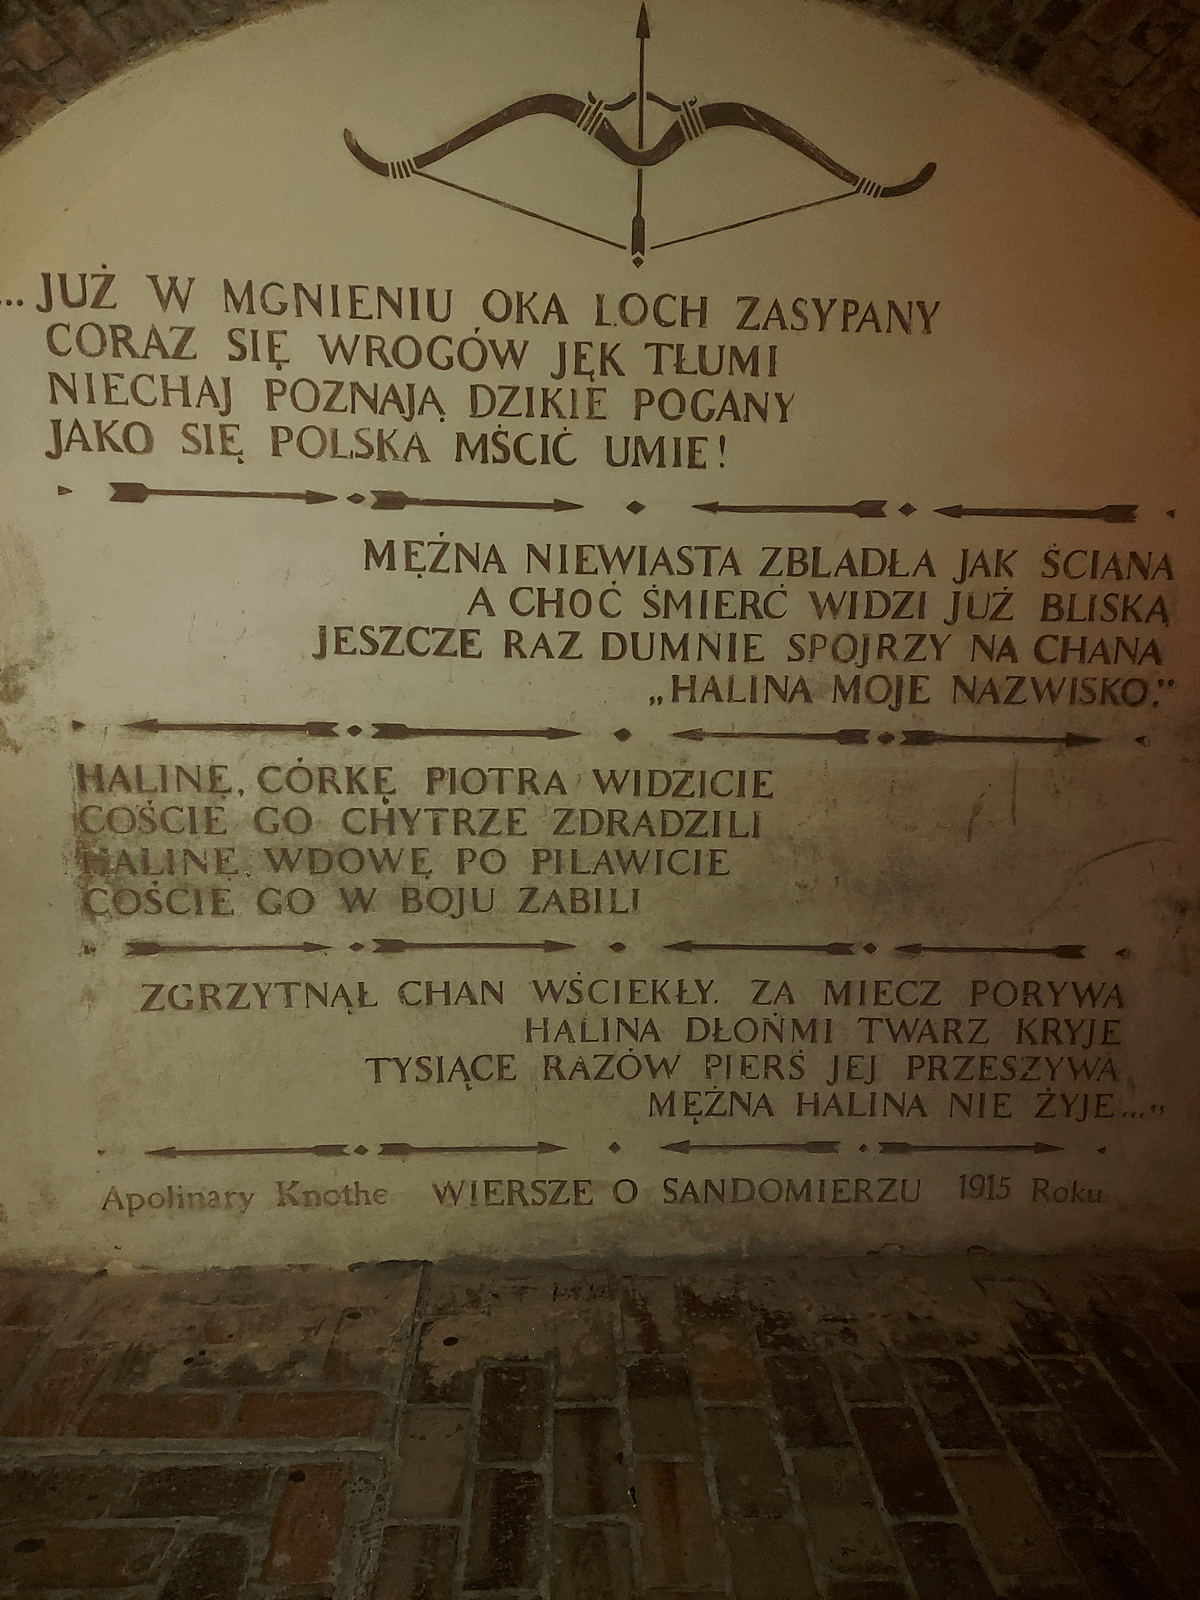 ...JUŻ W MGNIENIU OKA LOCH ZASYPANY
CORAZ SIĘ WROGÓW JĘK TŁUMI
NIECHAJ POZNAJĄ DZIKIE POGANY
JAKO SIĘ POLSKA MŚCIĆ UMIE!
MĘŻNA NIEWIASTA ZBLADŁA JAK ŚCIANA
A CHOĆ ŚMIERĆ WIDZI JUŻ BLISKĄ
JESZCZE RAZ DUMNIE SPOJRZY NA CHANA
„HALINA MOJE NAZWISKO.”
HALINĘ, CÓRKĘ PIOTRA WIDZICIE
COŚCIE GO CHYTRZE ZDRADZILI
HALINĘ, WDOWĘ PO PILAWICIE
COŚCIE GO W BOJU ZABILI
ZGRZYTNĄŁ CHAN WŚCIEKŁY. ZA MIECZ PORYWA
HALINA DŁOŃMI TWARZ KRYJE
TYSIĄCE RAZÓW PIERŚ JEJ PRZESZYWA
MĘŻNA HALINA NIE ŻYJE...”
Apolinary Knothe WIERSZE O SANDOMIERZU 1915 Roku